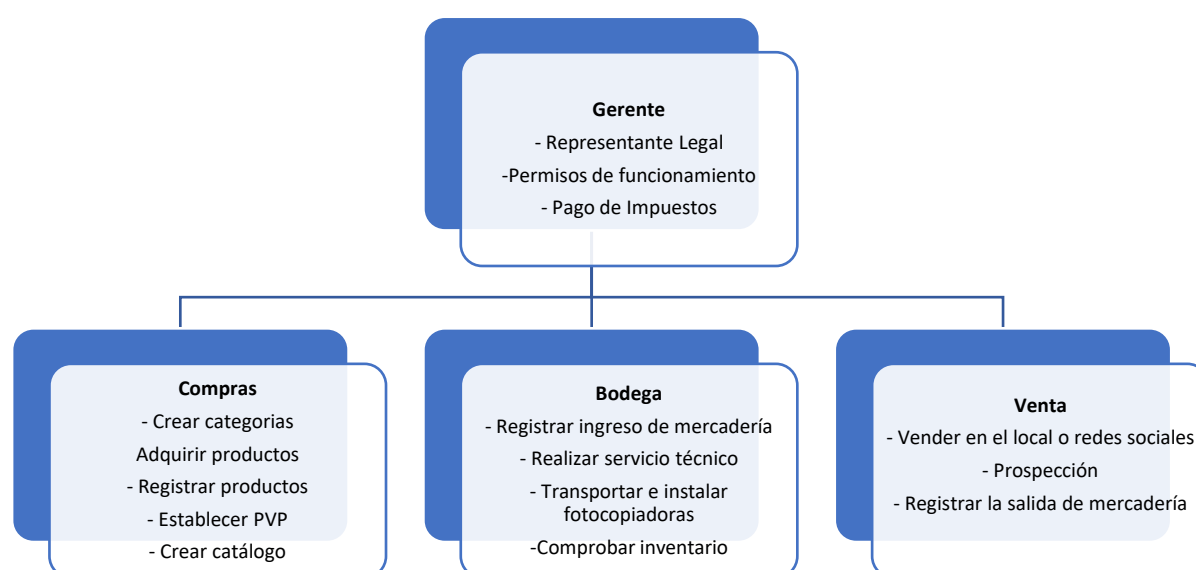 Gerente
- Representante Legal
-Permisos de funcionamiento
- Pago de Impuestos
Compras
- Crear categorias
Adquirir productos
- Registrar productos
- Establecer PVP
- Crear catálogo
Bodega
- Registrar ingreso de mercadería
- Realizar servicio técnico
- Transportar e instalar
fotocopiadoras
-Comprobar inventario
Venta
- Vender en el local o redes sociales
- Prospección
- Registrar la salida de mercadería